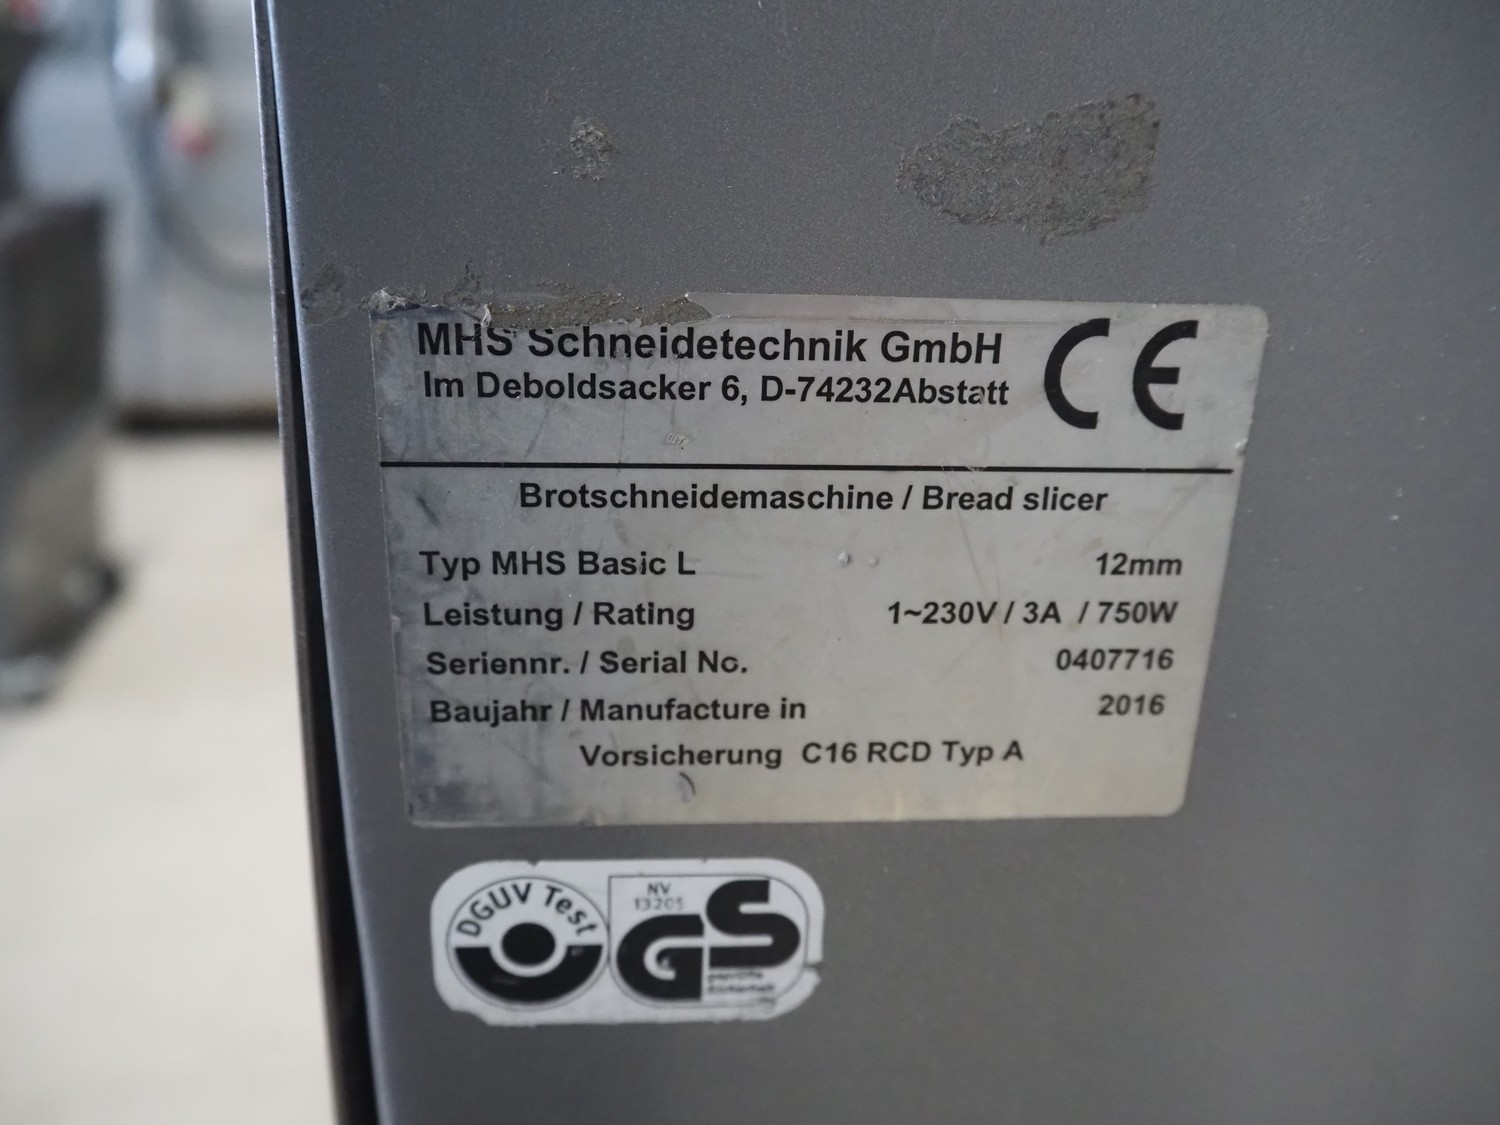 MHS Schneidetechnik GmbH
Im Deboldsacker 6, D-74232Abstatt
CE
Brotschneidemaschine / Bread slicer
Typ MHS Basic L 12mm
Leistung / Rating 1~230V / 3A / 750W
Seriennr. / Serial No. 0407716
Baujahr / Manufacture in 2016
Vorsicherung C16 RCD Typ A
DGUV Test
NV
13205
GS
geprüfte
Sicherheit